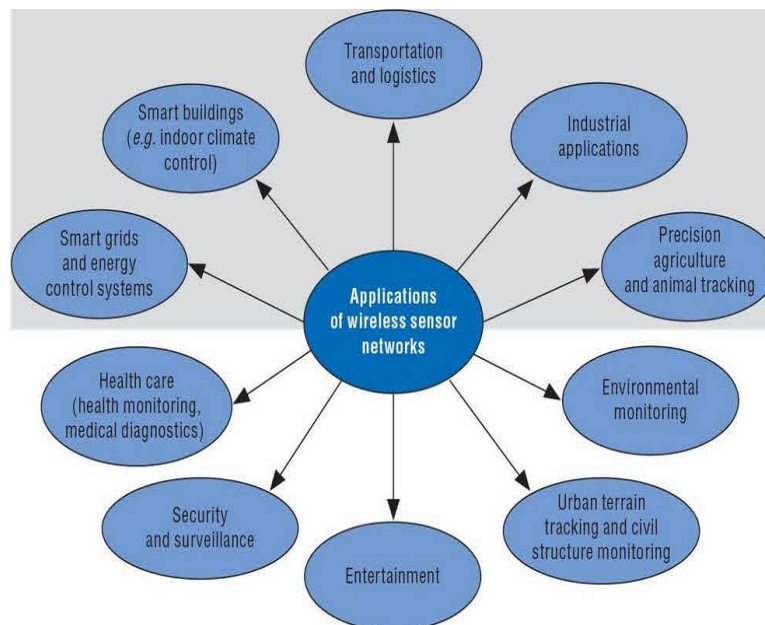 Transportation
and logistics
Smart buildings
(e.g. indoor climate
control)
Industrial
applications
Smart grids
and energy
control systems
Precision
agriculture
and animal tracking
Applications
of wireless sensor
networks
Health care
(health monitoring,
medical diagnostics)
Environmental
monitoring
Security
and surveillance
Urban terrain
tracking and civil
structure monitoring
Entertainment